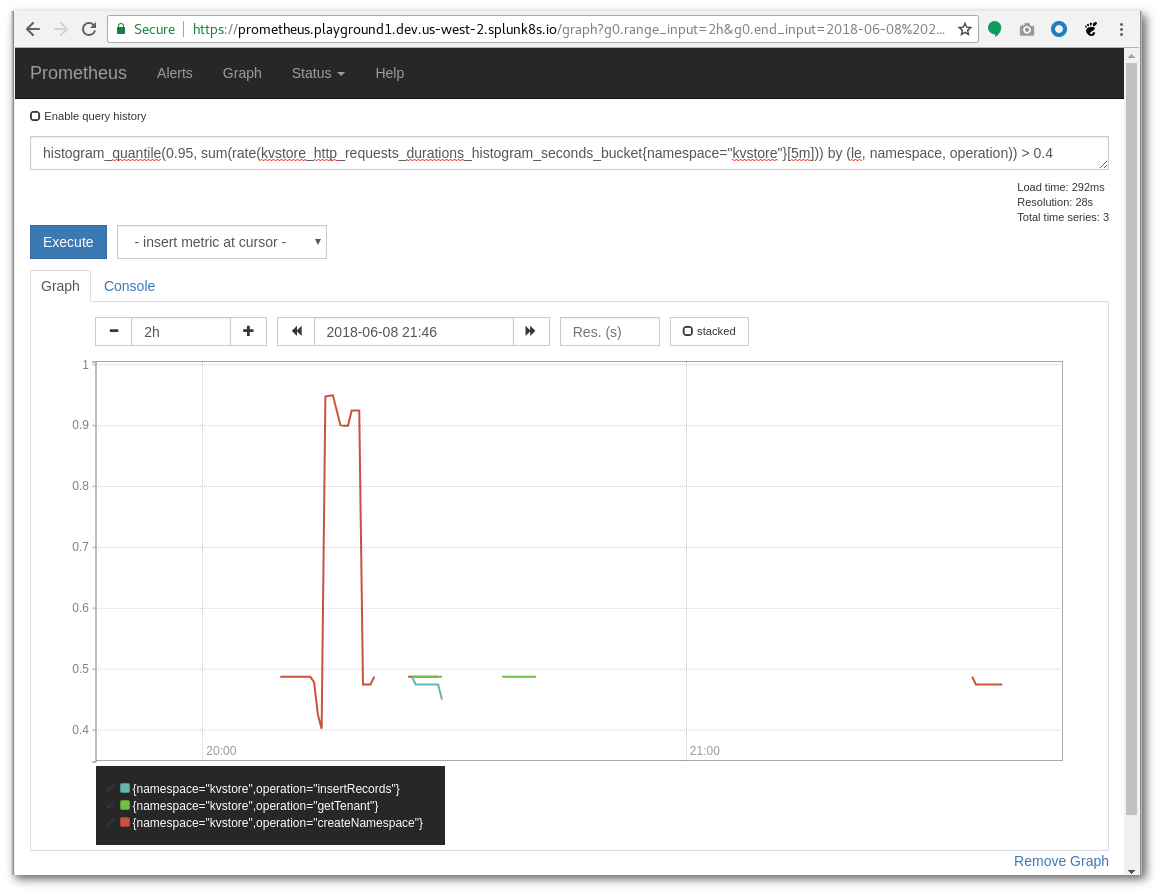 Secure https://prometheus.playground1.dev.us-west-2.splunk8s.io/graph?g0.range_input=2h&g0.end_input=2018-06-08%202...
Prometheus Alerts Graph Status Help
Enable query history
histogram_quantile(0.95, sum(rate(kvstore_http_requests_durations_histogram_seconds_bucket{namespace="kvstore"}[5m])) by (le, namespace, operation)) > 0.4
Load time: 292ms
Resolution: 28s
Total time series: 3
Execute - insert metric at cursor -
Graph Console
2h 2018-06-08 21:46 Res. (s) stacked
1
0.9
0.8
0.7
0.6
0.5
0.4
20:00 21:00
{namespace="kvstore",operation="insertRecords"}
{namespace="kvstore",operation="getTenant"}
{namespace="kvstore",operation="createNamespace"}
Remove Graph